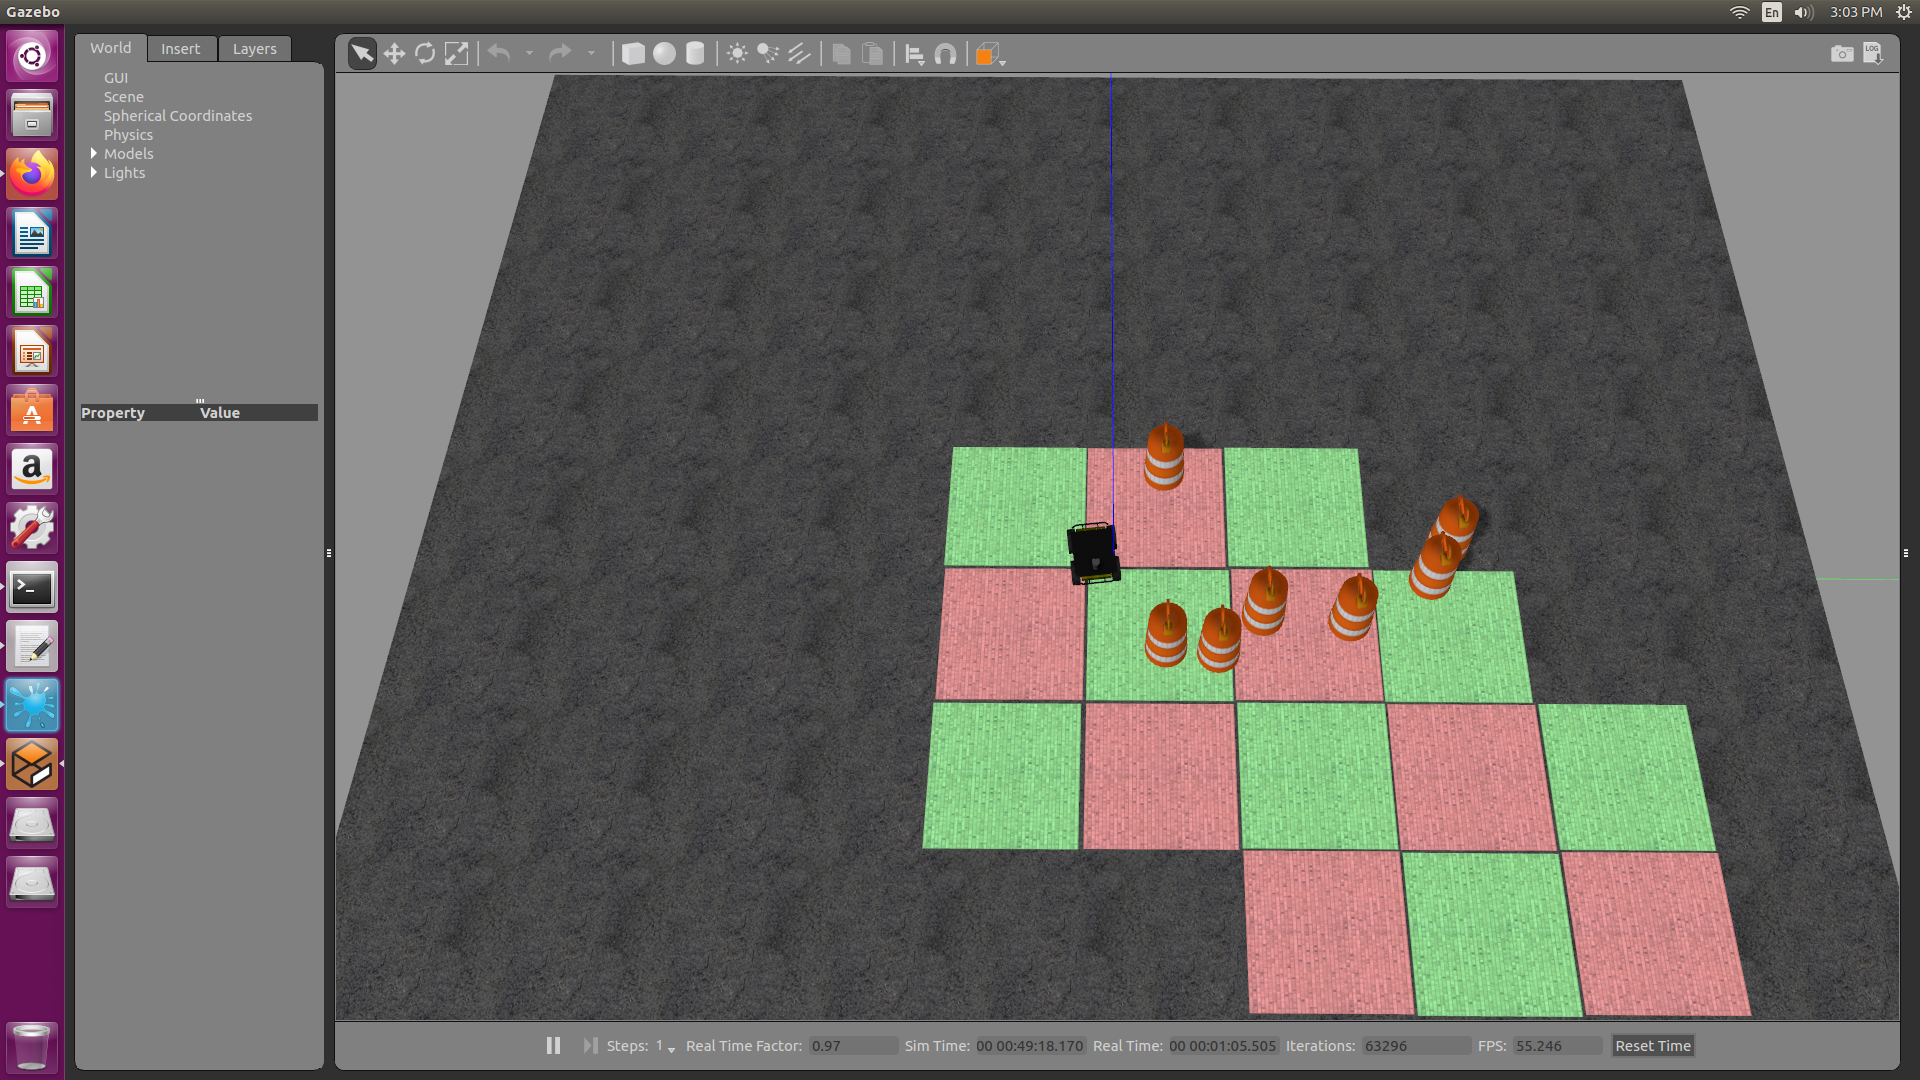 Gazebo
En
3:03 PM
World
Insert
Layers
LOG
GUI
Scene
Spherical Coordinates
Physics
Models
Lights
Property
Value
Steps: 1
Real Time Factor: 0.97
Sim Time: 00 00:49:18.170
Real Time: 00 00:01:05.505
Iterations: 63296
FPS: 55.246
Reset Time